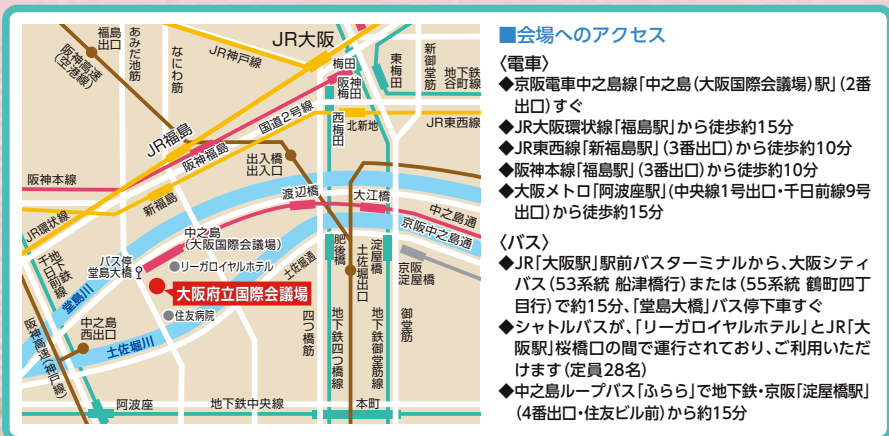 JR大阪
福島
出口
阪神高速
(空港線)
あみだ池筋
なにわ筋
JR神戸線
梅田
阪神
梅田
東梅田
新御堂筋
地下鉄
谷町線
国道2号線
西梅田
北新地
JR東西線
JR福島
阪神福島
出入橋
出入口
阪神本線
新福島
渡辺橋
大江橋
中之島通
京阪中之島線
JR環状線
中之島
(大阪国際会議場)
バス停
堂島大橋
リーガロイヤルホテル
土佐堀通
肥後橋
土佐堀出口
淀屋橋
京阪
淀屋橋
地下鉄
千日前線
堂島川
大阪府立国際会議場
住友病院
中之島
西出口
土佐堀川
阪神高速(神戸線)
四つ橋筋
地下鉄四つ橋線
地下鉄御堂筋線
御堂筋
阿波座
地下鉄中央線
本町
■会場へのアクセス
〈電車〉
◆京阪電車中之島線「中之島(大阪国際会議場)駅」(2番
出口)すぐ
◆JR大阪環状線「福島駅」から徒歩約15分
◆JR東西線「新福島駅」(3番出口)から徒歩約10分
◆阪神本線「福島駅」(3番出口)から徒歩約10分
◆大阪メトロ「阿波座駅」(中央線1号出口・千日前線9号
出口)から徒歩約15分
〈バス〉
◆JR「大阪駅」駅前バスターミナルから、大阪シティ
バス(53系統 船津橋行)または(55系統 鶴町四丁
目行)で約15分、「堂島大橋」バス停下車すぐ
◆シャトルバスが、「リーガロイヤルホテル」とJR「大
阪駅」桜橋口の間で運行されており、ご利用いただ
けます(定員28名)
◆中之島ループバス「ふらら」で地下鉄・京阪「淀屋橋駅」
(4番出口・住友ビル前)から約15分